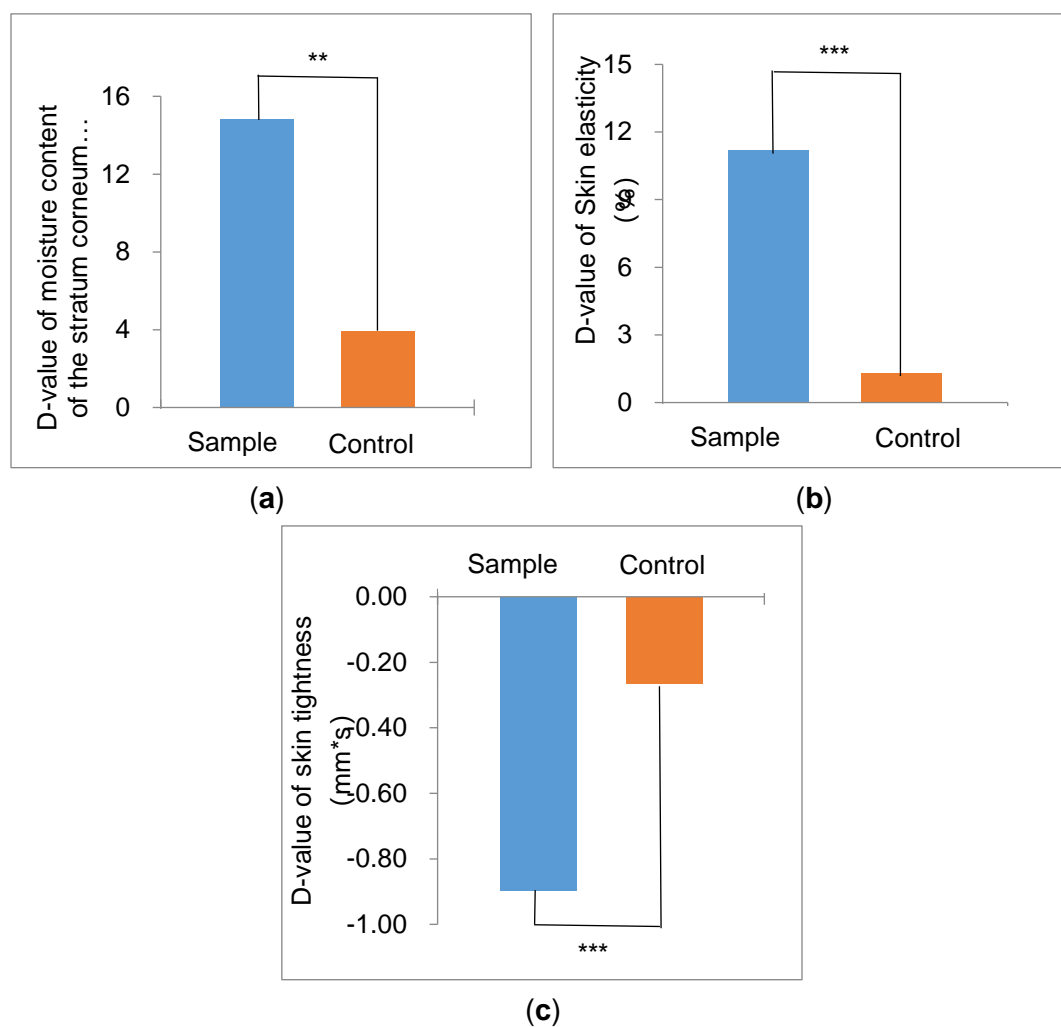 **
16
12
8
4
0
D-value of moisture content
of the stratum corneum…
Sample
Control
(a)
***
15
12
9
6
3
0
D-value of Skin elasticity
(%)
Sample
Control
(b)
Sample
Control
0.00
-0.20
-0.40
-0.60
-0.80
-1.00
D-value of skin tightness
(mm*s)
***
(c)